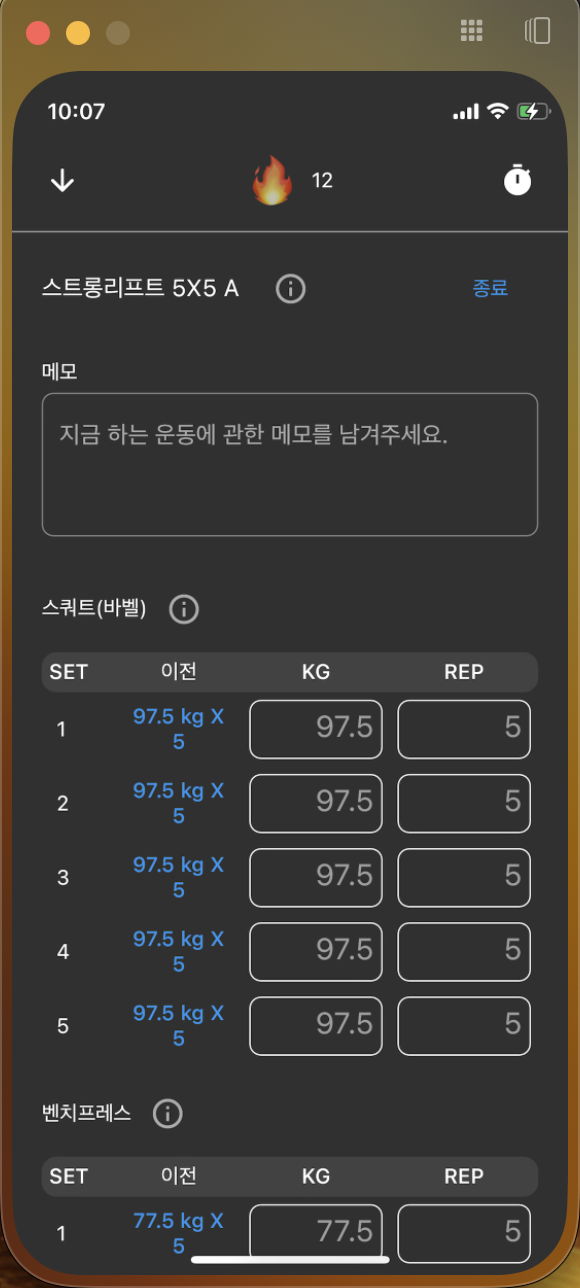 10:07
12
스트롱리프트 5X5 A
종료
메모
지금 하는 운동에 관한 메모를 남겨주세요.
스쿼트(바벨)
SET 이전 KG REP
1 97.5 kg X 5 97.5 5
2 97.5 kg X 5 97.5 5
3 97.5 kg X 5 97.5 5
4 97.5 kg X 5 97.5 5
5 97.5 kg X 5 97.5 5
벤치프레스
SET 이전 KG REP
1 77.5 kg X 5 77.5 5